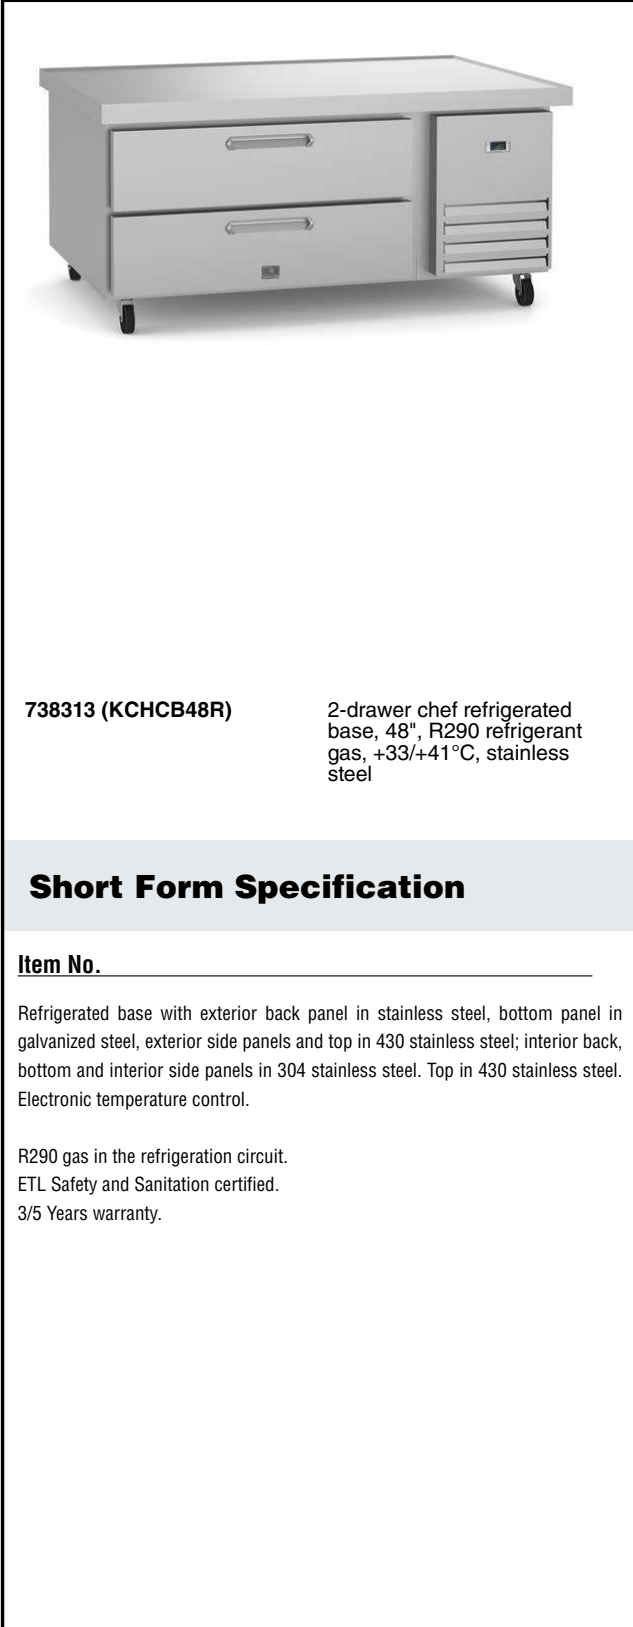 738313 (KCHCB48R)
2-drawer chef refrigerated
base, 48", R290 refrigerant
gas, +33/+41°C, stainless
steel
Short Form Specification
Item No.
Refrigerated base with exterior back panel in stainless steel, bottom panel in
galvanized steel, exterior side panels and top in 430 stainless steel; interior back,
bottom and interior side panels in 304 stainless steel. Top in 430 stainless steel.
Electronic temperature control.
R290 gas in the refrigeration circuit.
ETL Safety and Sanitation certified.
3/5 Years warranty.